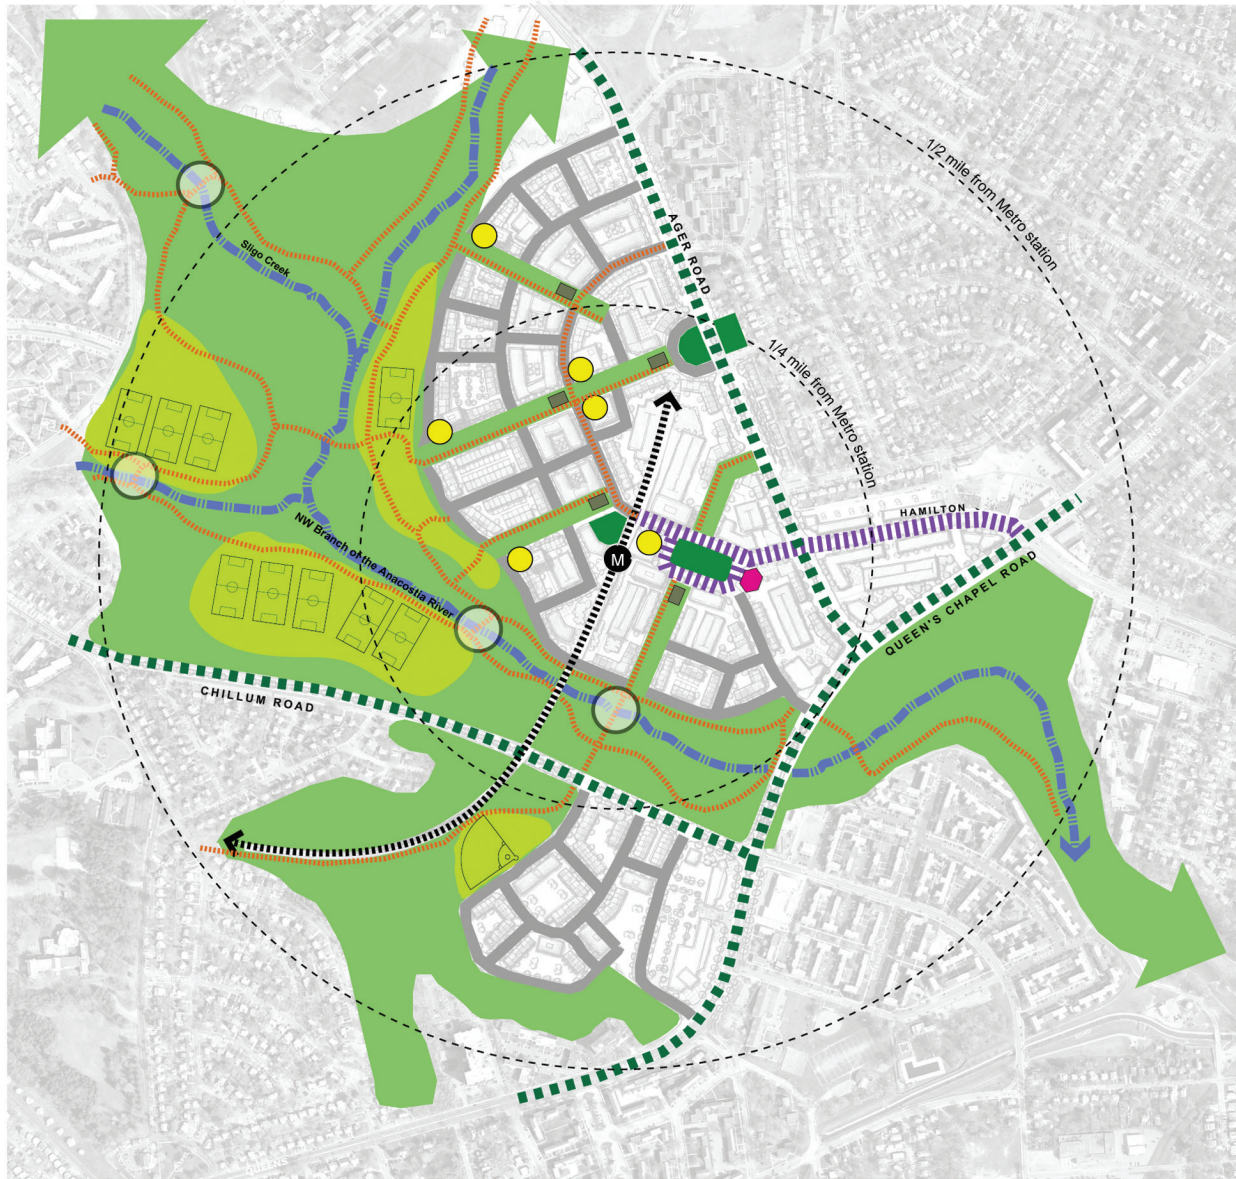 1/2 mile from Metro station
AGER ROAD
Sligo Creek
1/4 mile from Metro station
HAMILTON
NW Branch of the Anacostia River
M
QUEEN'S CHAPEL ROAD
CHILLUM ROAD
QUEENS